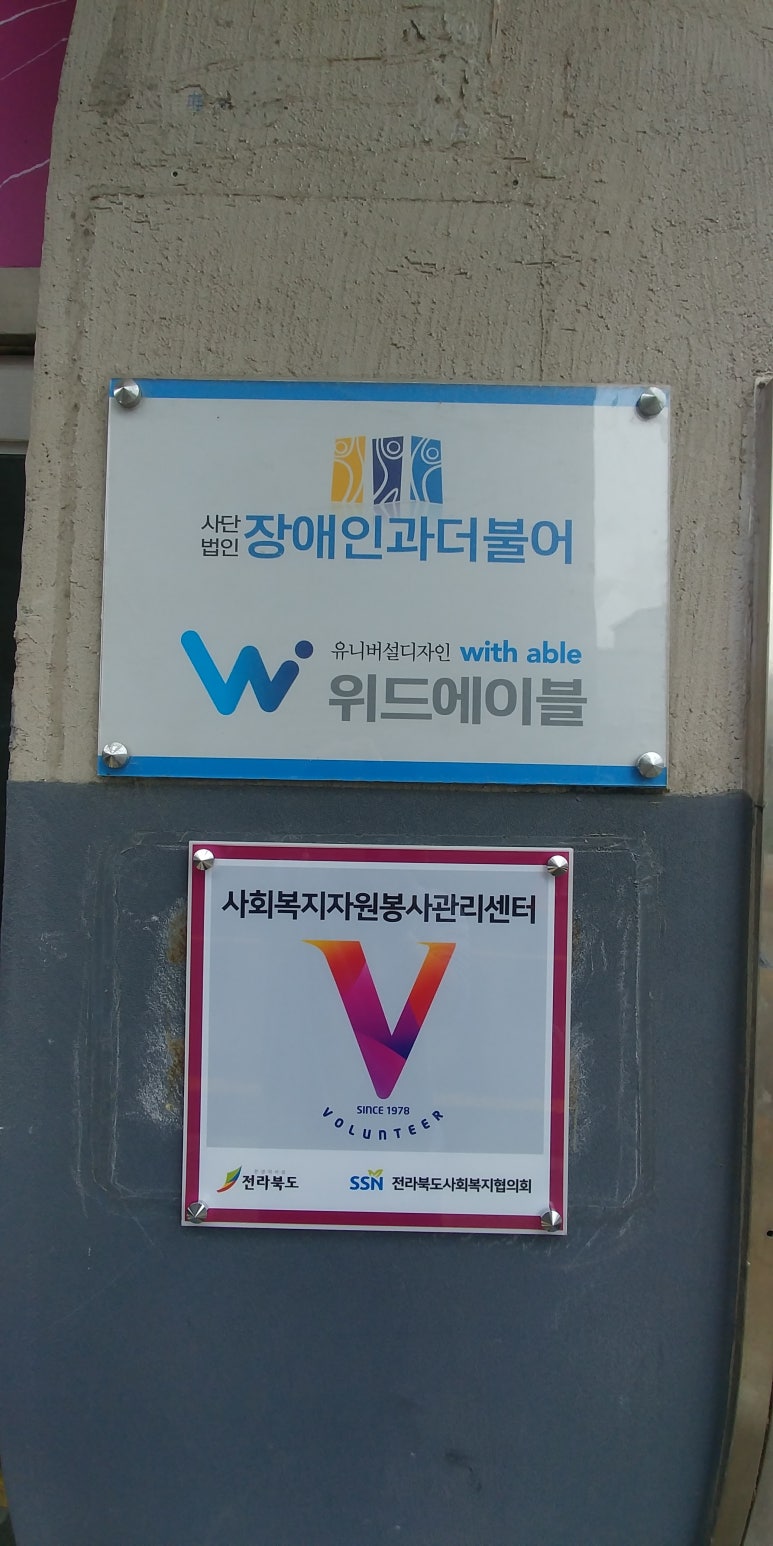 사단
법인 장애인과더불어
유니버설디자인 with able
위드에이블
사회복지자원봉사관리센터
SINCE 1978
VOLUNTEER
전라북도
SSN 전라북도사회복지협의회